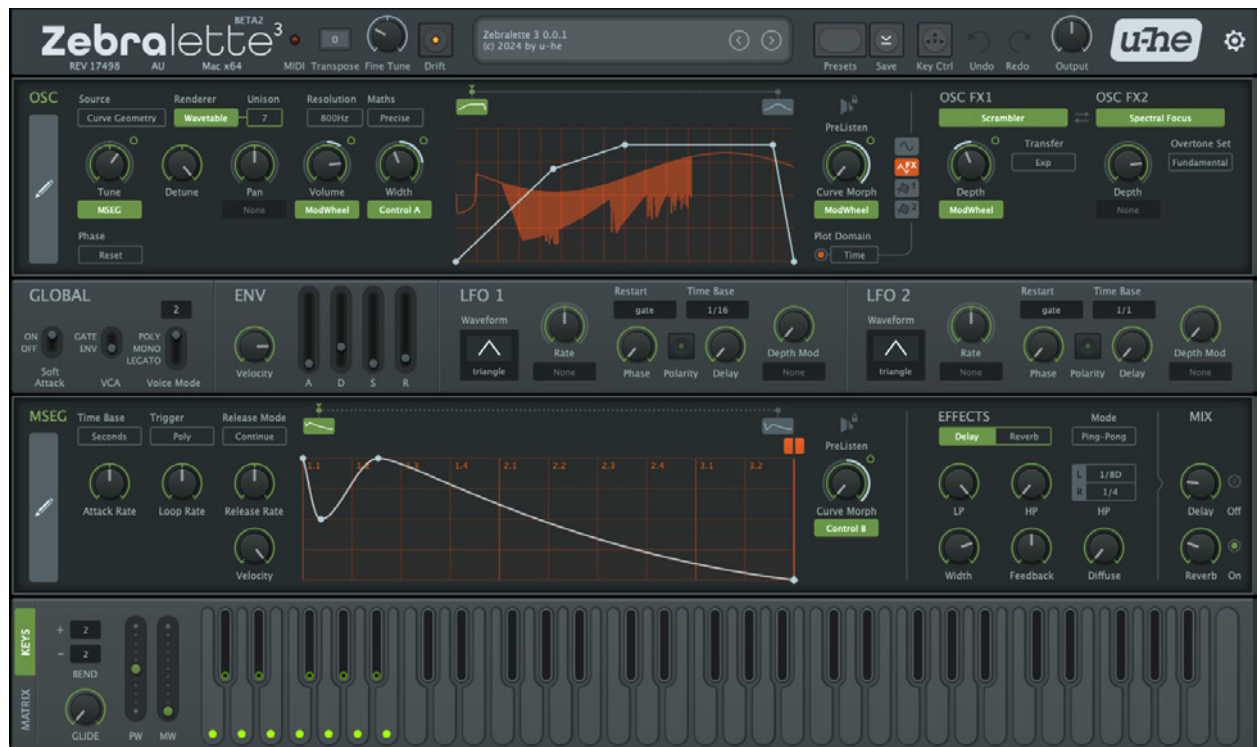 Zebralette3
BETA2
REV 17498 AU Mac x64
MIDI Transpose Fine Tune Drift
0
Zebralette 3 0.0.1
(c) 2024 by u-he
Presets Save Key Ctrl Undo Redo Output
u-he
OSC
Source Renderer Unison Resolution Maths
Curve Geometry Wavetable 7 800Hz Precise
Tune Detune Pan Volume Width
MSEG None ModWheel Control A
Phase
Reset
PreListen
Curve Morph
ModWheel
FX
1
2
Plot Domain
Time
OSC FX1
Scrambler
Transfer
Exp
Depth
ModWheel
OSC FX2
Spectral Focus
Overtone Set
Fundamental
Depth
None
GLOBAL
2
ON
OFF
GATE
ENV
POLY
MONO
LEGATO
Soft
Attack
VCA Voice Mode
ENV
Velocity A D S R
LFO 1
Restart Time Base
Waveform gate 1/16
triangle
Rate
None
Phase Polarity Delay
Depth Mod
None
LFO 2
Restart Time Base
Waveform gate 1/1
triangle
Rate
None
Phase Polarity Delay
Depth Mod
None
MSEG
Time Base Trigger Release Mode
Seconds Poly Continue
Attack Rate Loop Rate Release Rate
Velocity
1.1 1.2 1.3 1.4 2.1 2.2 2.3 2.4 3.1 3.2
PreListen
Curve Morph
Control B
EFFECTS
Mode
Delay Reverb Ping-Pong
L 1/8D
R 1/4
LP HP HP
Width Feedback Diffuse
MIX
Delay Off
Reverb On
KEYS
MATRIX
+ 2
- 2
BEND
GLIDE PW MW